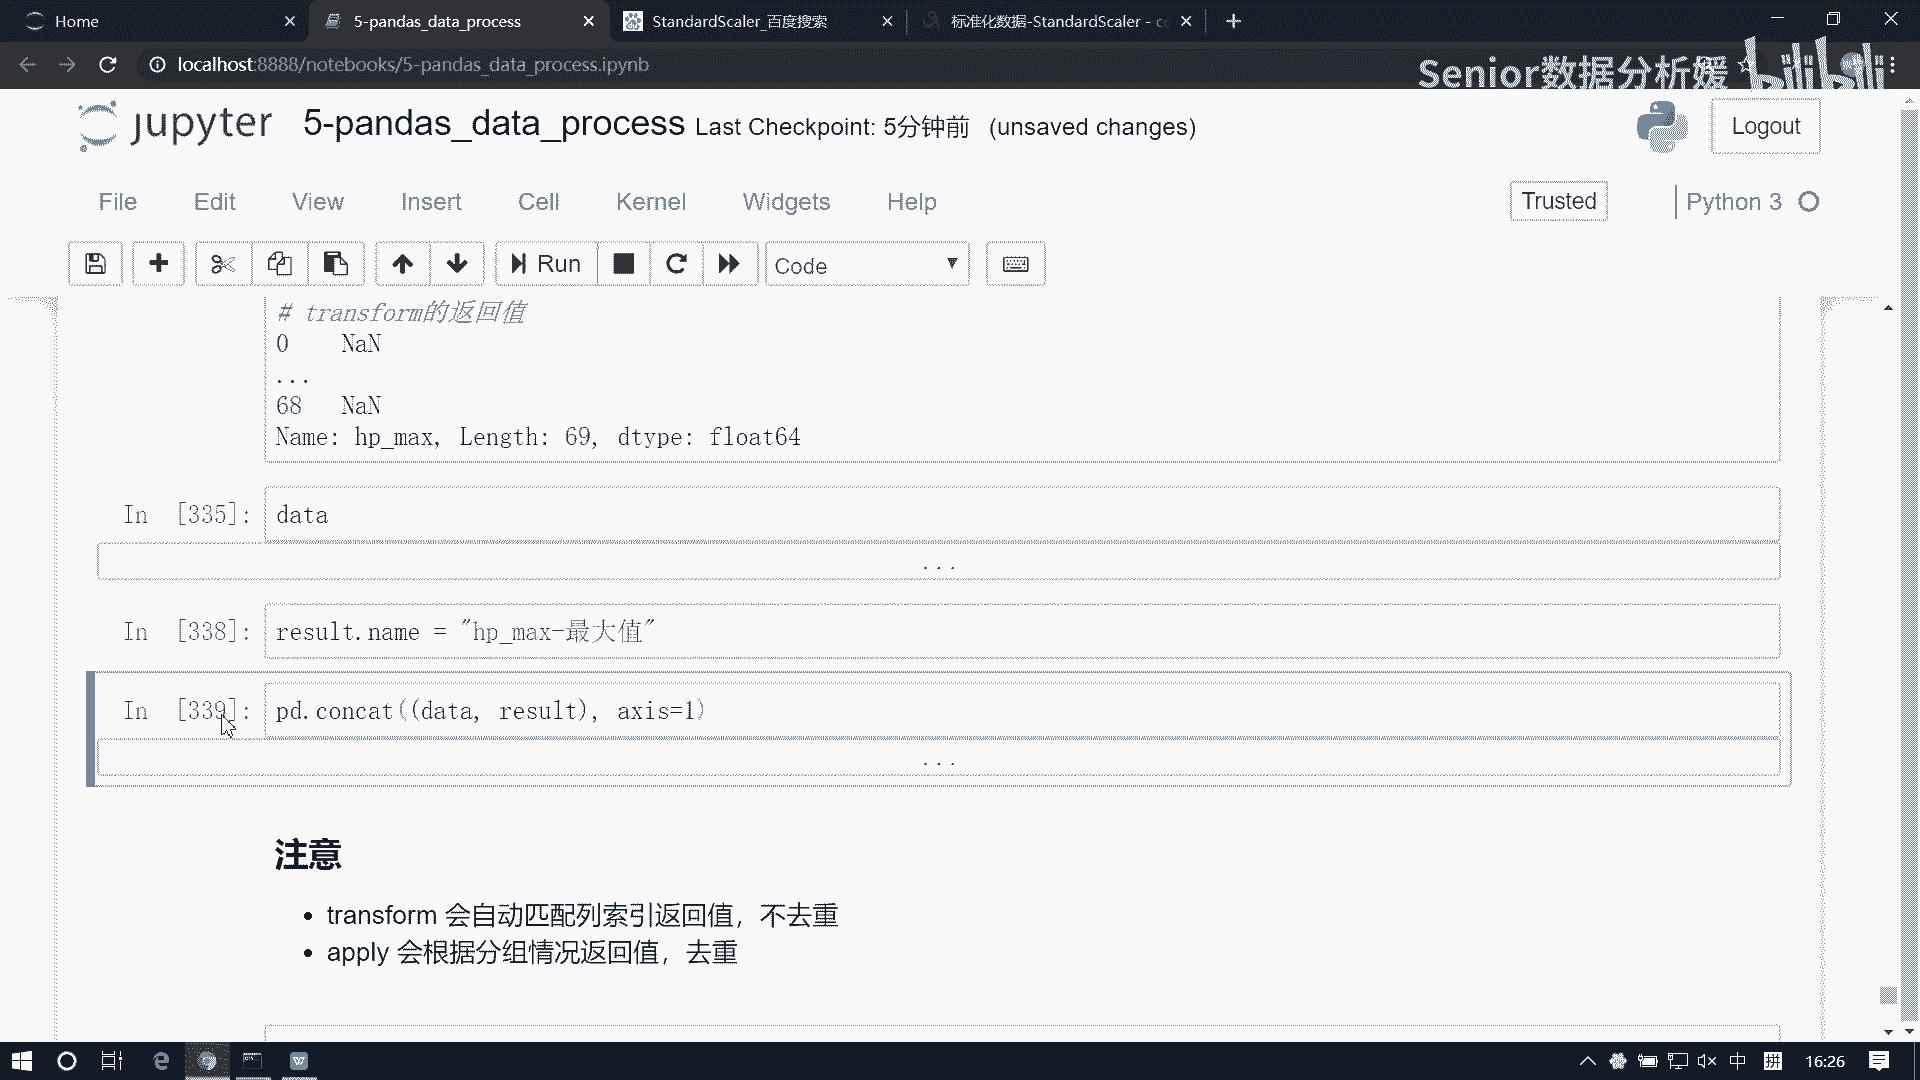 Home
5-pandas_data_process
StandardScaler_百度搜索
标准化数据-StandardScaler - c
localhost:8888/notebooks/5-pandas_data_process.ipynb
Senior数据分析媛
bilibili
jupyter
5-pandas_data_process Last Checkpoint: 5分钟前 (unsaved changes)
Logout
File Edit View Insert Cell Kernel Widgets Help
Trusted
Python 3
Run
Code
# transform的返回值
0 NaN
...
68 NaN
Name: hp_max, Length: 69, dtype: float64
In [335]: data
...
In [338]: result.name = "hp_max-最大值"
In [339]: pd.concat((data, result), axis=1)
...
注意
• transform 会自动匹配列索引返回值，不去重
• apply 会根据分组情况返回值，去重
中
拼
16:26